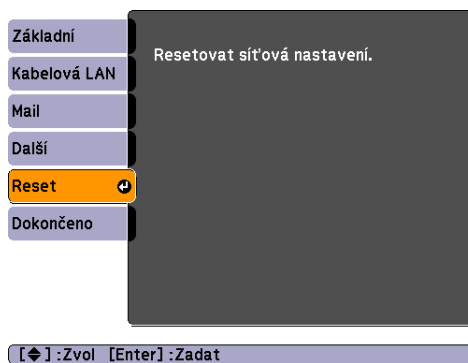 Základní
Kabelová LAN
Mail
Další
Reset
Dokončeno
Resetovat síťová nastavení.
[◆] :Zvol [Enter] :Zadat